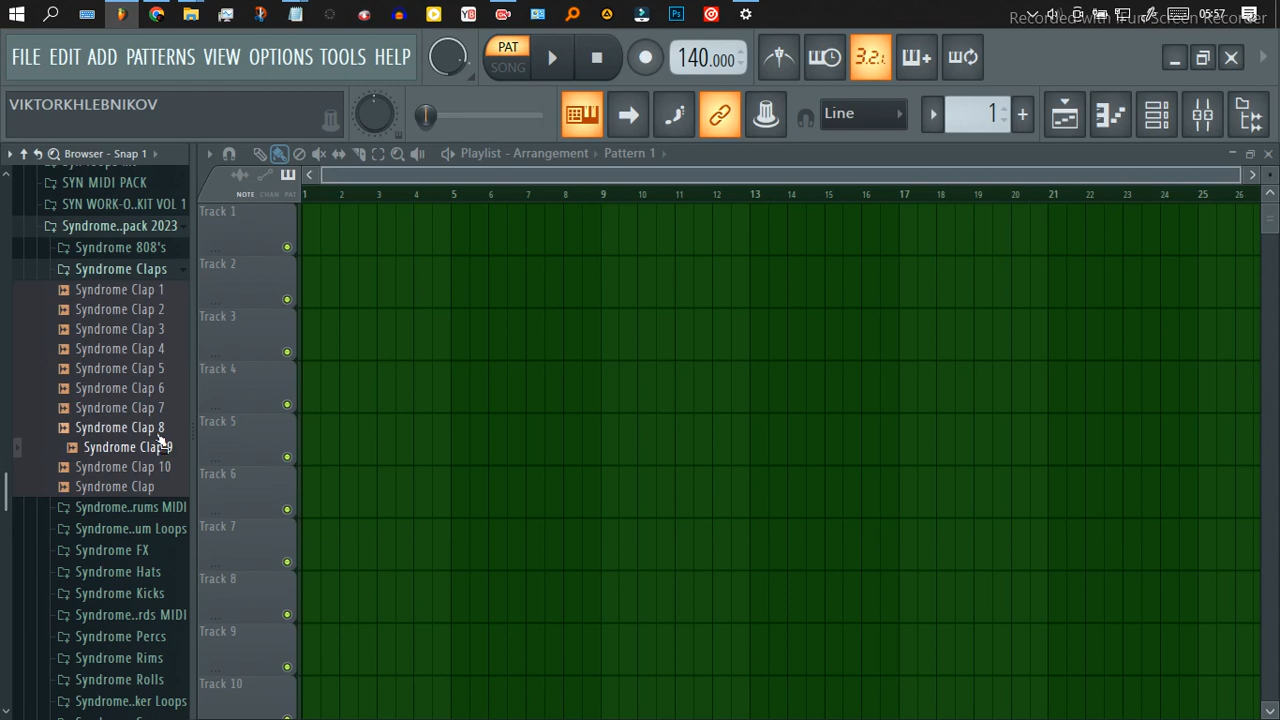 05:57
Recorded with iTop Screen Recorder
FILE EDIT ADD PATTERNS VIEW OPTIONS TOOLS HELP
PAT
SONG
140.000
3.2.
VIKTORKHLEBNIKOV
Line
1
Browser - Snap 1
Playlist - Arrangement
Pattern 1
NOTE CHAN PAT
1 2 3 4 5 6 7 8 9 10 11 12 13 14 15 16 17 18 19 20 21 22 23 24 25 26
SYN MIDI PACK
SYN WORK-O..KIT VOL 1
Syndrome..pack 2023
Syndrome 808's
Syndrome Claps
Syndrome Clap 1
Syndrome Clap 2
Syndrome Clap 3
Syndrome Clap 4
Syndrome Clap 5
Syndrome Clap 6
Syndrome Clap 7
Syndrome Clap 8
Syndrome Clap 9
Syndrome Clap 10
Syndrome Clap
Syndrome..rums MIDI
Syndrome..um Loops
Syndrome FX
Syndrome Hats
Syndrome Kicks
Syndrome..rds MIDI
Syndrome Percs
Syndrome Rims
Syndrome Rolls
Syndrome..ker Loops
Track 1
Track 2
Track 3
Track 4
Track 5
Track 6
Track 7
Track 8
Track 9
Track 10